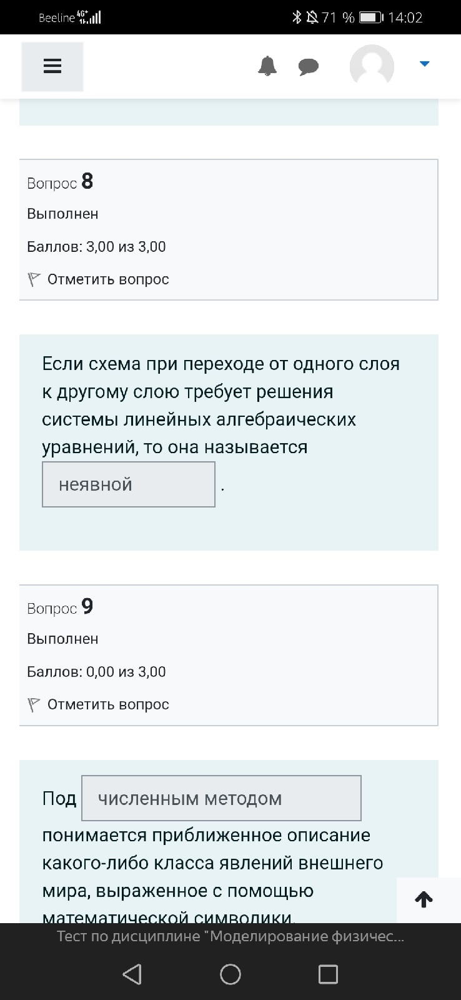 Beeline 4G+ 71 % 14:02
Вопрос 8
Выполнен
Баллов: 3,00 из 3,00
Отметить вопрос
Если схема при переходе от одного слоя
к другому слою требует решения
системы линейных алгебраических
уравнений, то она называется
неявной .
Вопрос 9
Выполнен
Баллов: 0,00 из 3,00
Отметить вопрос
Под численным методом
понимается приближенное описание
какого-либо класса явлений внешнего
мира, выраженное с помощью
математической символики.
Тест по дисциплине "Моделирование физичес...